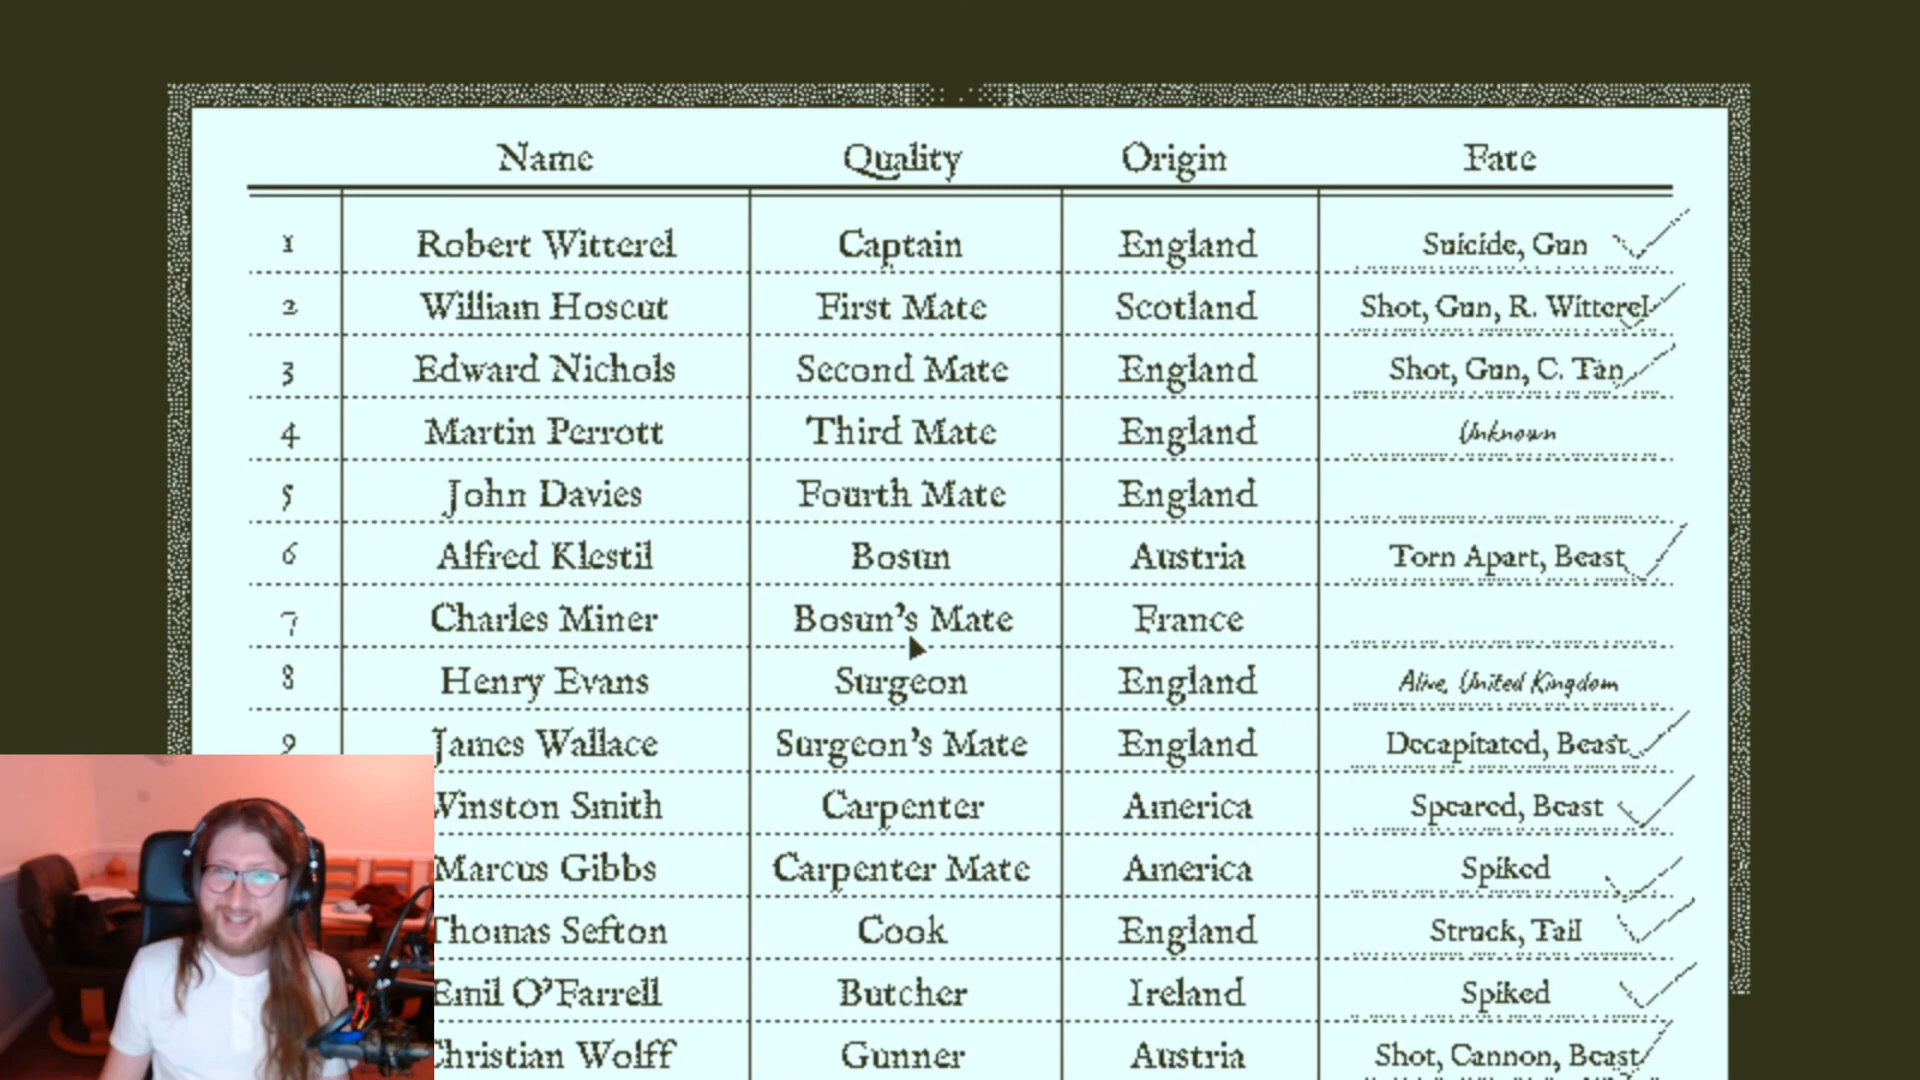 Name Quality Origin Fate
1 Robert Witterel Captain England Suicide, Gun
2 William Hoscut First Mate Scotland Shot, Gun, R. Witterel
3 Edward Nichols Second Mate England Shot, Gun, C. Tan
4 Martin Perrott Third Mate England Unknown
5 John Davies Fourth Mate England
6 Alfred Klestil Bosun Austria Torn Apart, Beast
7 Charles Miner Bosun's Mate France
8 Henry Evans Surgeon England Alive, United Kingdom
9 James Wallace Surgeon's Mate England Decapitated, Beast
Winston Smith Carpenter America Speared, Beast
Marcus Gibbs Carpenter Mate America Spiked
Thomas Sefton Cook England Struck, Tail
Emil O'Farrell Butcher Ireland Spiked
Christian Wolff Gunner Austria Shot, Cannon, Beast